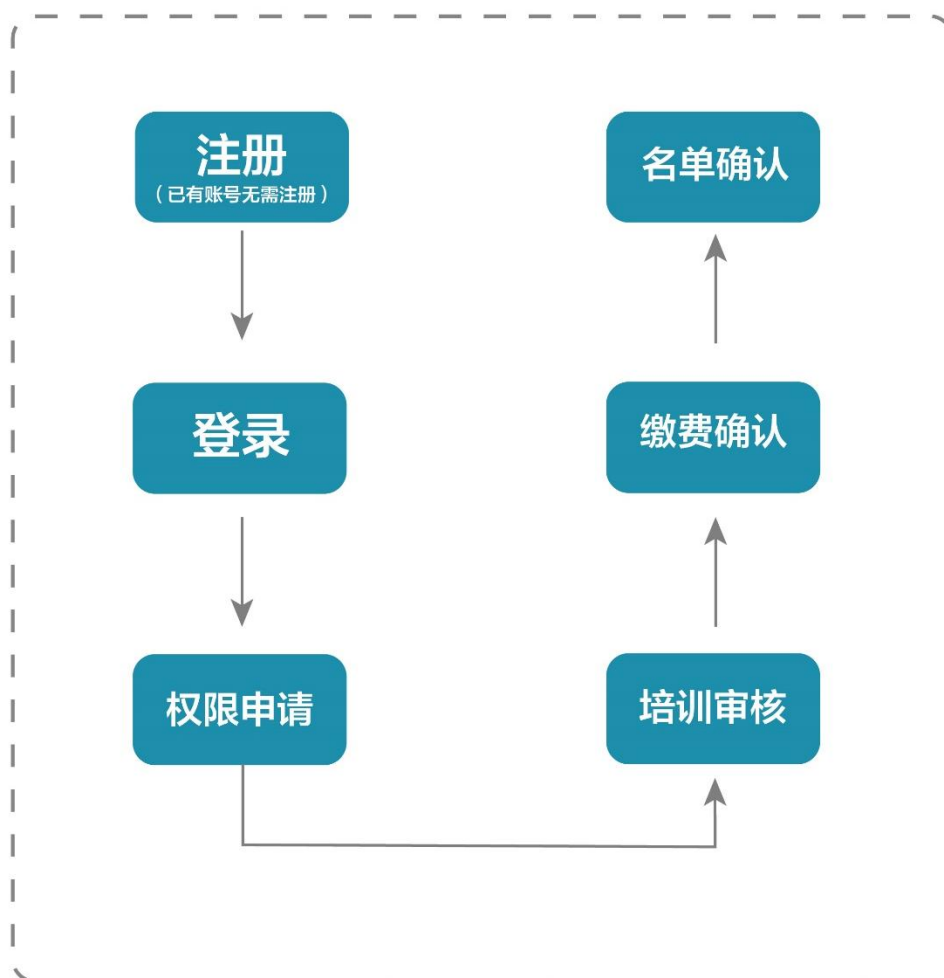 注册
（已有账号无需注册）
登录
权限申请
培训审核
缴费确认
名单确认